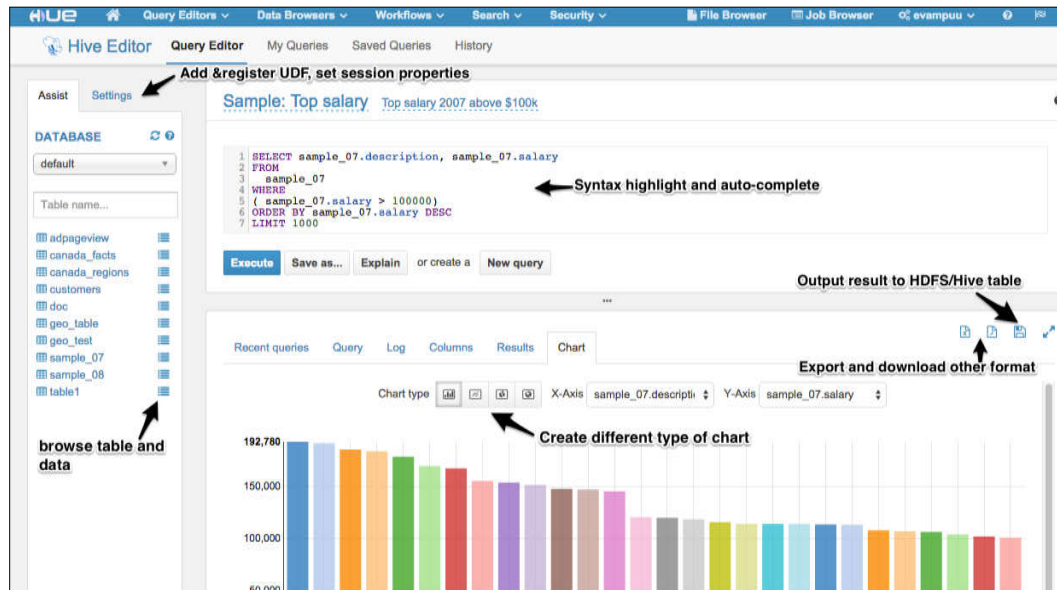 HUE Query Editors Data Browsers Workflows Search Security File Browser Job Browser evampuu
Hive Editor Query Editor My Queries Saved Queries History
Add &register UDF, set session properties
Assist Settings
Sample: Top salary Top salary 2007 above $100k
DATABASE
default
Table name...
1 SELECT sample_07.description, sample_07.salary
2 FROM
3 sample_07
4 WHERE
5 ( sample_07.salary > 100000)
6 ORDER BY sample_07.salary DESC
7 LIMIT 1000
Syntax highlight and auto-complete
adpageview
canada_facts
canada_regions
customers
doc
geo_table
geo_test
sample_07
sample_08
table1
browse table and
data
Execute Save as... Explain or create a New query
Output result to HDFS/Hive table
Recent queries Query Log Columns Results Chart
Export and download other format
Chart type X-Axis sample_07.descripti Y-Axis sample_07.salary
Create different type of chart
192,780
150,000
100,000
50,000